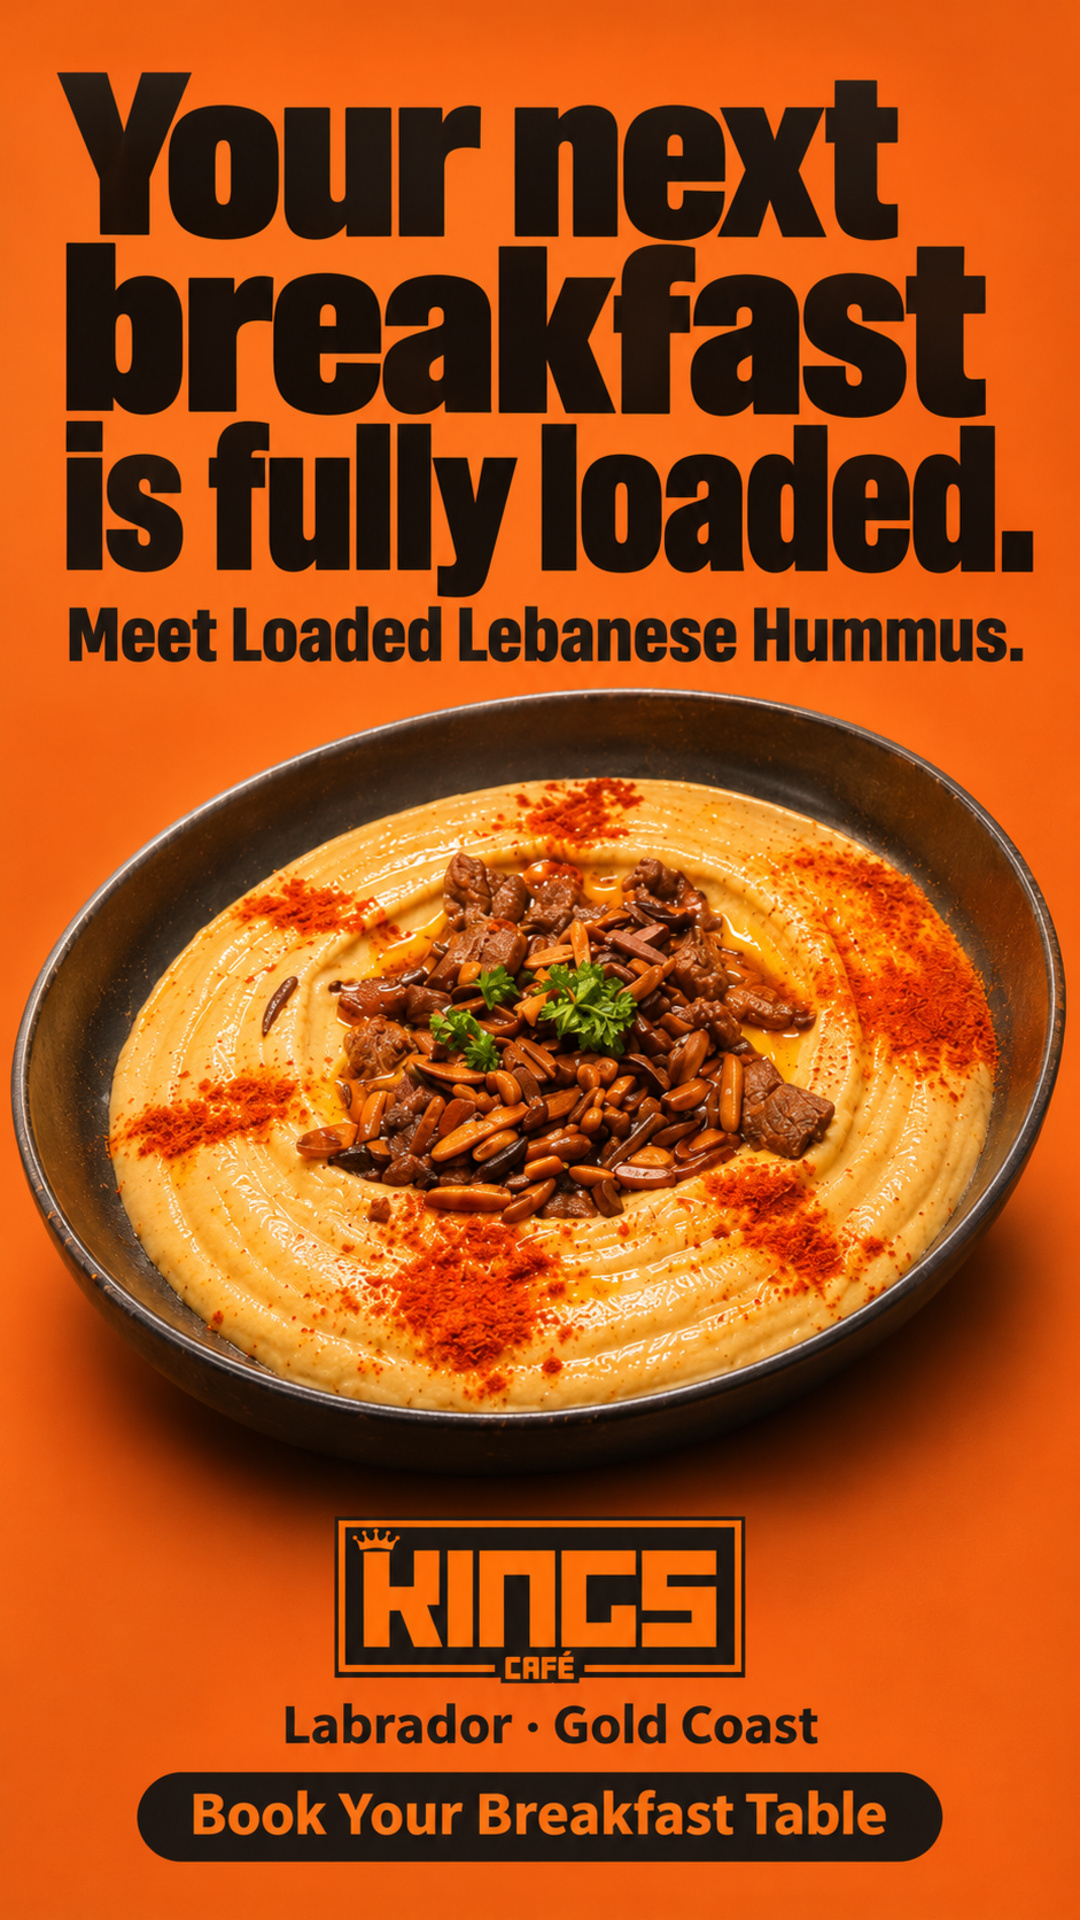 Your next
breakfast
is fully loaded.
Meet Loaded Lebanese Hummus.
KINGS
CAFÉ
Labrador · Gold Coast
Book Your Breakfast Table